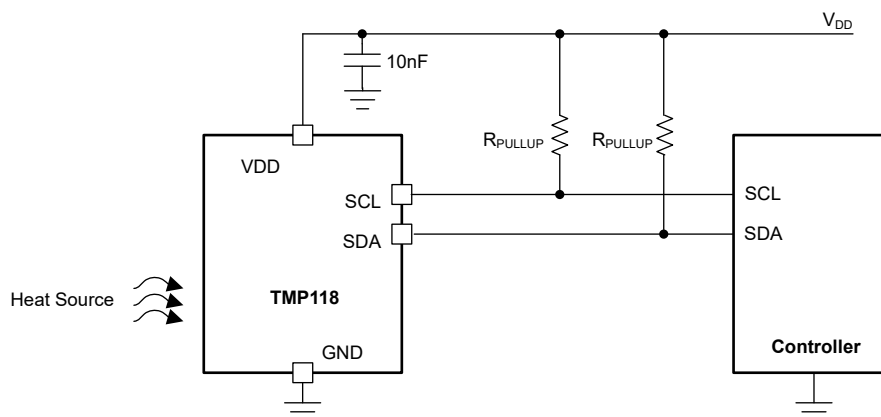 V_DD
10nF
R_PULLUP
R_PULLUP
VDD
SCL
SCL
SDA
SDA
Heat Source
TMP118
GND
Controller